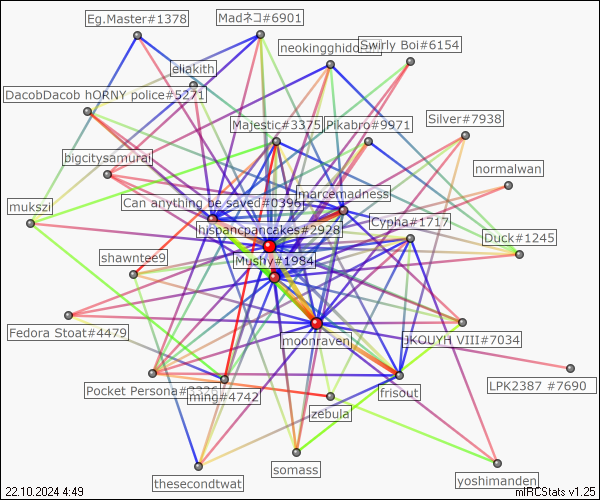 Eg.Master#1378
Madネコ#6901
neokingghidorah
Swirly Boi#6154
eliakith
DacobDacob hORNY police#5271
Majestic#3375
Pikabro#9971
Silver#7938
bigcitysamurai
normalwan
marcemadness
Can anything be saved#0396
mukszi
Cypha#1717
hispancpancakes#2928
Duck#1245
shawntee9
Mushy#1984
Fedora Stoat#4479
moonraven
JKOUYH VIII#7034
Pocket Persona#
LPK2387 #7690
ming#4742
frisout
zebula
somass
thesecondtwat
yoshimanden
22.10.2024 4:49
mIRCStats v1.25